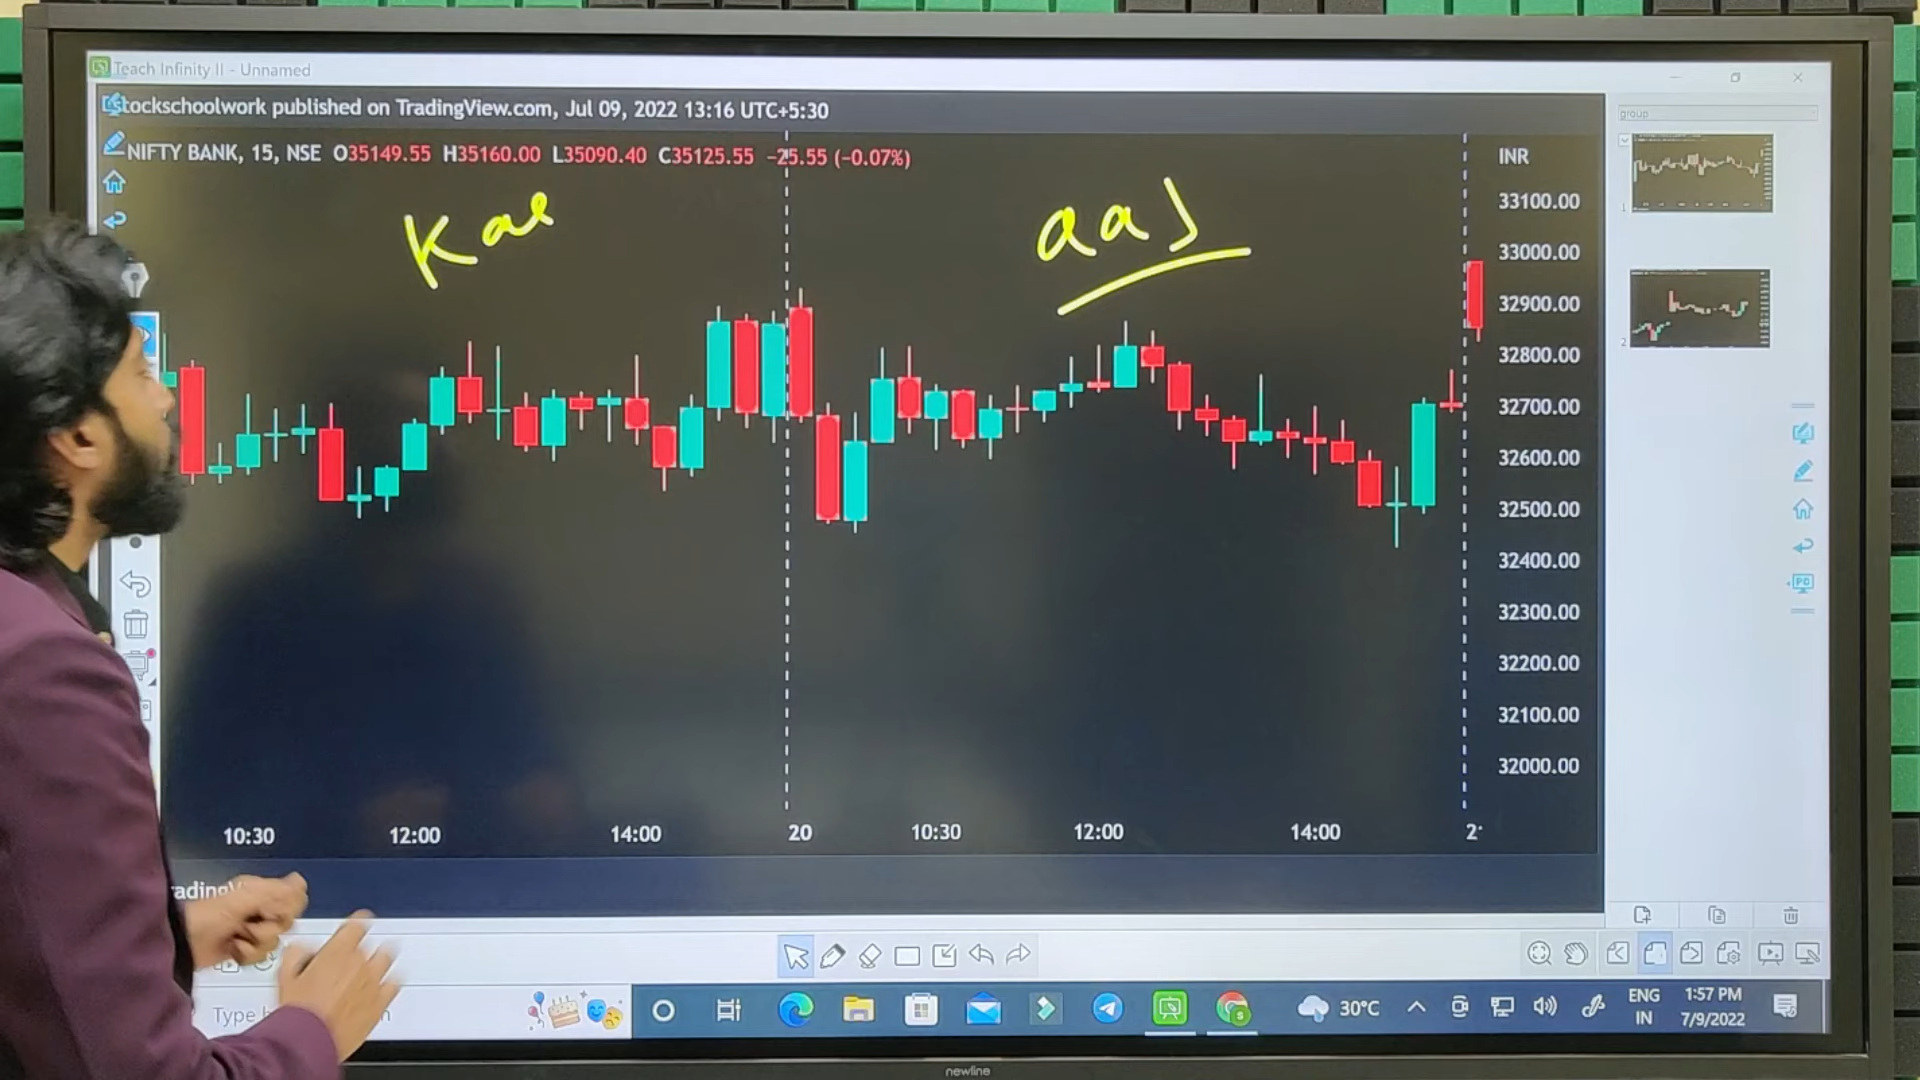 Teach Infinity II - Unnamed
stockschoolwork published on TradingView.com, Jul 09, 2022 13:16 UTC+5:30
NIFTY BANK, 15, NSE O35149.55 H35160.00 L35090.40 C35125.55 −25.55 (−0.07%)
INR
group
Kal
aaj
33100.00
33000.00
32900.00
32800.00
32700.00
32600.00
32500.00
32400.00
32300.00
32200.00
32100.00
32000.00
1
2
PC
10:30 12:00 14:00 20 10:30 12:00 14:00
Type
30°C
ENG
IN
1:57 PM
7/9/2022
newline